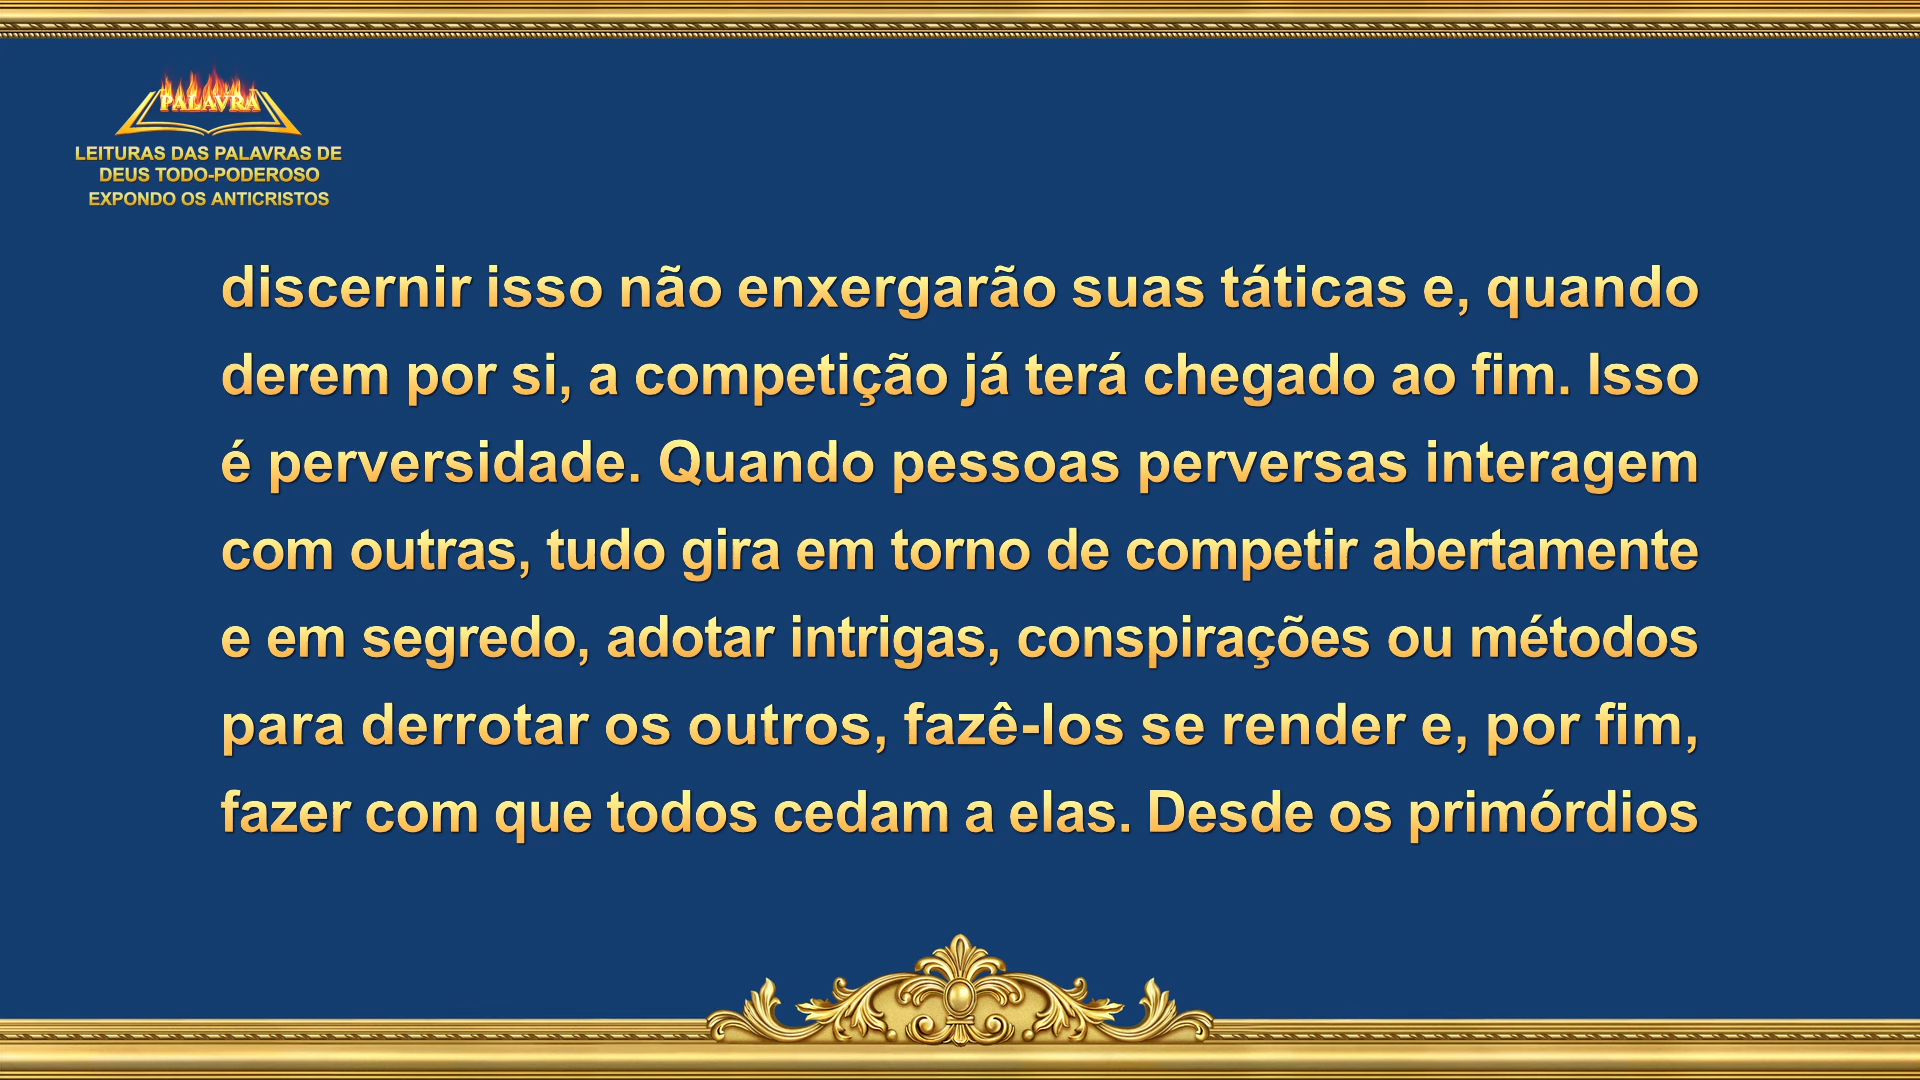 PALAVRA
LEITURAS DAS PALAVRAS DE
DEUS TODO-PODEROSO
EXPONDO OS ANTICRISTOS
discernir isso não enxergarão suas táticas e, quando
derem por si, a competição já terá chegado ao fim. Isso
é perversidade. Quando pessoas perversas interagem
com outras, tudo gira em torno de competir abertamente
e em segredo, adotar intrigas, conspirações ou métodos
para derrotar os outros, fazê-los se render e, por fim,
fazer com que todos cedam a elas. Desde os primórdios